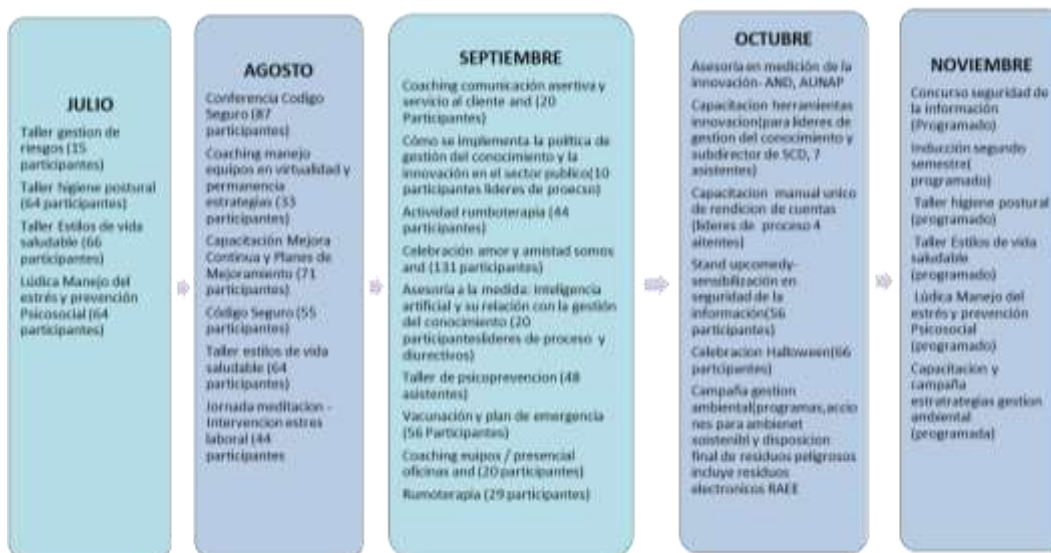 JULIO
Taller gestion de
riesgos (15
participantes)
Taller higiene postural
(64 participantes)
Taller Estilos de vida
saludable (66
participantes)
Lúdica Manejo del
estrés y prevención
Psicosocial (64
participantes)
AGOSTO
Conferencia Codigo
Seguro (87
participantes)
Coaching manejo
equipos en virtualidad y
permanencia
estrategias (33
participantes)
Capacitación Mejora
Continua y Planes de
Mejoramiento (71
participantes)
Código Seguro (55
participantes)
Taller estilos de vida
saludable (64
participantes)
Jornada meditacion -
Intervencion estres
laboral (44
participantes
SEPTIEMBRE
Coaching comunicación asertiva y
servicio al cliente and (20
Participantes)
Cómo se implementa la política de
gestión del conocimiento y la
innovación en el sector publico(10
participantes lideres de proecso)
Actividad rumboterapia (44
participantes)
Celebración amor y amistad somos
and (131 participantes)
Asesoría a la medida: Inteligencia
artificial y su relación con la gestión
del conocimiento (20
participanteslideres de proceso y
diurectivos)
Taller de psicoprevencion (48
asistentes)
Vacunación y plan de emergencia
(56 Participantes)
Coaching euipos / presencial
oficinas and (20 participantes)
Rumoterapia (29 participantes)
OCTUBRE
Asesoría en medición de la
innovación- AND, AUNAP
Capacitacion herramientas
innovacion(para lideres de
gestion del conocimiento y
subdirector de SCD, 7
asistentes)
Capacitacion manual unico
de rendicion de cuentas
(lideres de proceso 4
aitentes)
Stand upcomedy-
sensibilización en
seguridad de la
información(56
participantes)
Celebracion Halloween(66
partcipantes)
Campaña gestion
ambiental(programas,accio
nes para ambienet
sostenibl y disposicion
final de residuos peligrosos
incluye residuos
electronicos RAEE
NOVIEMBRE
Concurso seguridad de
la información
(Programado)
Inducción segundo
semestre(
programado)
Taller higiene postural
(programado)
Taller Estilos de vida
saludable
(programado)
Lúdica Manejo del
estrés y prevención
Psicosocial
(programado)
Capacitacion y
campaña
estratrategias gestion
ambiental
(programada)